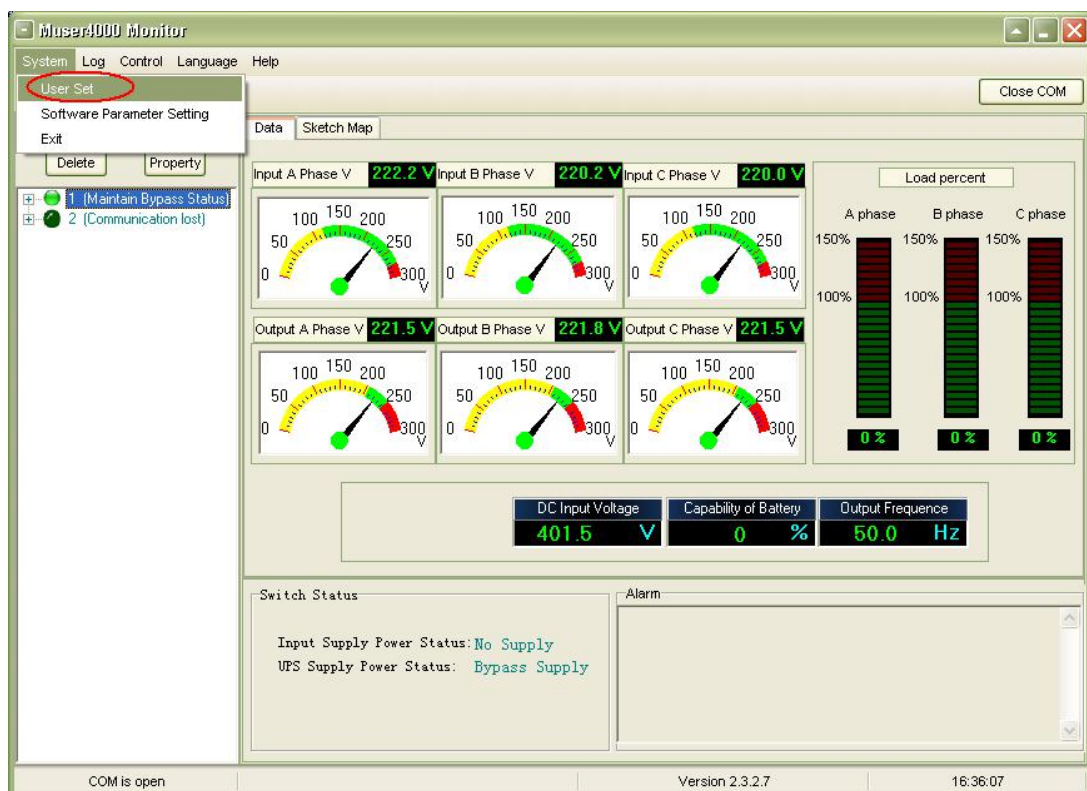 Muser4000 Monitor
System Log Control Language Help
User Set
Software Parameter Setting
Exit
Close COM
Delete Property
1 (Maintain Bypass Status)
2 (Communication lost)
Data Sketch Map
Input A Phase V 222.2 V Input B Phase V 220.2 V Input C Phase V 220.0 V
0 50 100 150 200 250 300 V
0 50 100 150 200 250 300 V
0 50 100 150 200 250 300 V
Output A Phase V 221.5 V Output B Phase V 221.8 V Output C Phase V 221.5 V
0 50 100 150 200 250 300 V
0 50 100 150 200 250 300 V
0 50 100 150 200 250 300 V
Load percent
A phase B phase C phase
150% 150% 150%
100% 100% 100%
0 % 0 % 0 %
DC Input Voltage Capability of Battery Output Frequence
401.5 V 0 % 50.0 Hz
Switch Status
Input Supply Power Status: No Supply
UPS Supply Power Status: Bypass Supply
Alarm
COM is open Version 2.3.2.7 16:36:07